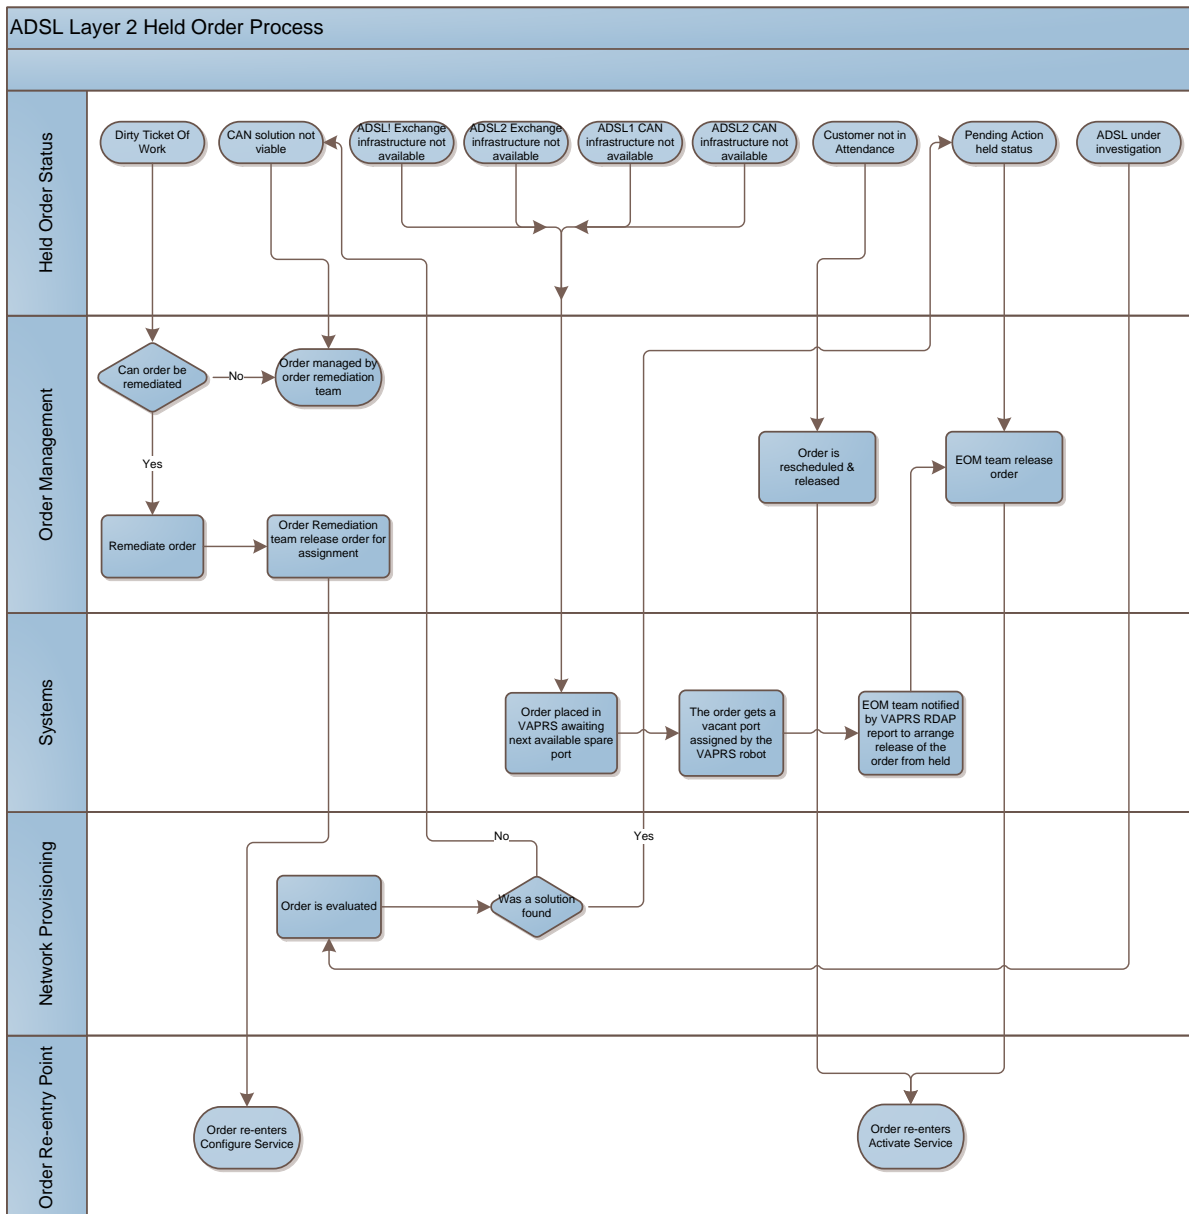 ADSL Layer 2 Held Order Process
Held Order Status
Dirty Ticket Of
Work
CAN solution not
viable
ADSL! Exchange
infrastructure not
available
ADSL2 Exchange
infrastructure not
available
ADSL1 CAN
infrastructure not
available
ADSL2 CAN
infrastructure not
available
Customer not in
Attendance
Pending Action
held status
ADSL under
investigation
Order Management
Can order be
remediated
No
Order managed by
order remediation
team
Yes
Order is
rescheduled &
released
EOM team release
order
Remediate order
Order Remediation
team release order for
assignment
Systems
Order placed in
VAPRS awaiting
next available spare
port
The order gets a
vacant port
assigned by the
VAPRS robot
EOM team notified
by VAPRS RDAP
report to arrange
release of the
order from held
Network Provisioning
No
Yes
Order is evaluated
Was a solution
found
Order Re-entry Point
Order re-enters
Configure Service
Order re-enters
Activate Service